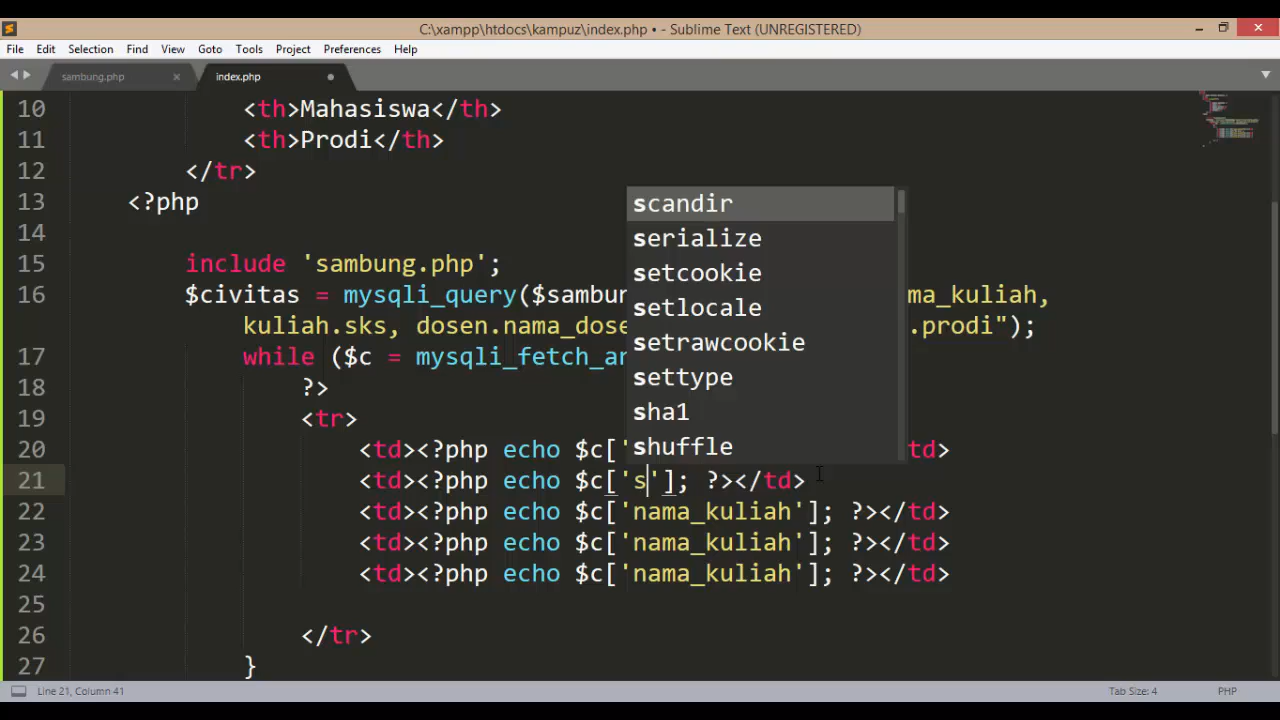 C:\xampp\htdocs\kampuz\index.php • - Sublime Text (UNREGISTERED)
File Edit Selection Find View Goto Tools Project Preferences Help
sambung.php × index.php
10 <th>Mahasiswa</th>
11 <th>Prodi</th>
12 </tr>
13 <?php
14
15 include 'sambung.php';
16 $civitas = mysqli_query($sambun ma_kuliah,
kuliah.sks, dosen.nama_dose .prodi");
17 while ($c = mysqli_fetch_ar
?>
19 <tr>
20 <td><?php echo $c[' td>
21 <td><?php echo $c['s']; ?></td>
22 <td><?php echo $c['nama_kuliah']; ?></td>
23 <td><?php echo $c['nama_kuliah']; ?></td>
24 <td><?php echo $c['nama_kuliah']; ?></td>
25
26 </tr>
27 }
scandir
serialize
setcookie
setlocale
setrawcookie
settype
sha1
shuffle
Line 21, Column 41 Tab Size: 4 PHP